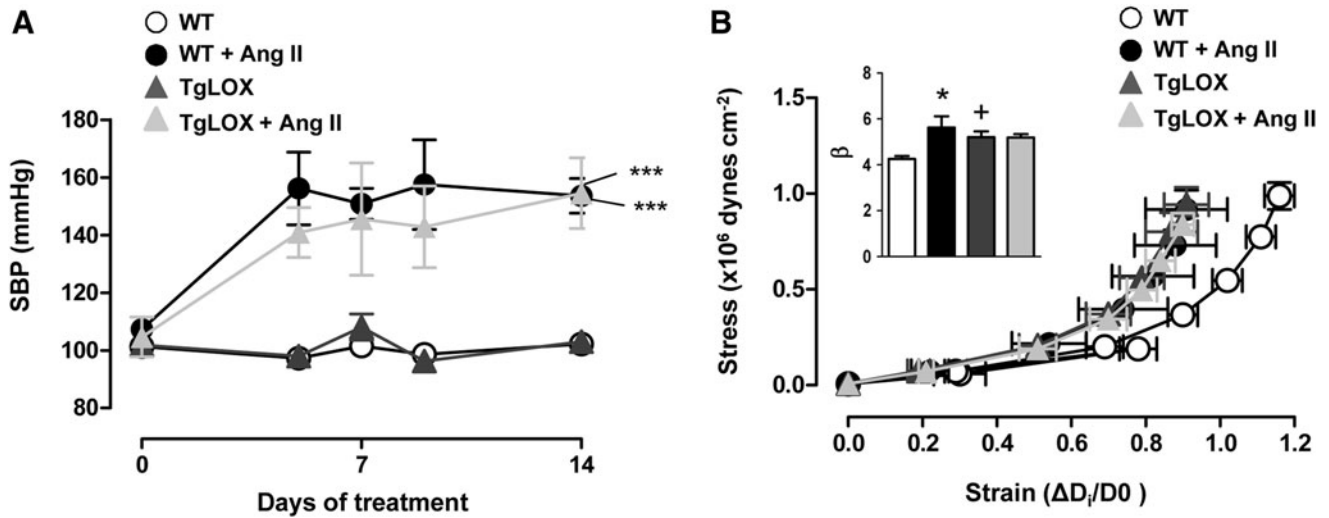 A
WT
WT + Ang II
TgLOX
TgLOX + Ang II
180
160
140
120
100
80
SBP (mmHg)
***
***
0 7 14
Days of treatment
B
WT
WT + Ang II
TgLOX
TgLOX + Ang II
1.5
1.0
0.5
0.0
Stress (x10⁶ dynes cm⁻²)
8
6
4
2
0
β
*
+
0.0 0.2 0.4 0.6 0.8 1.0 1.2
Strain (ΔDᵢ/D0 )